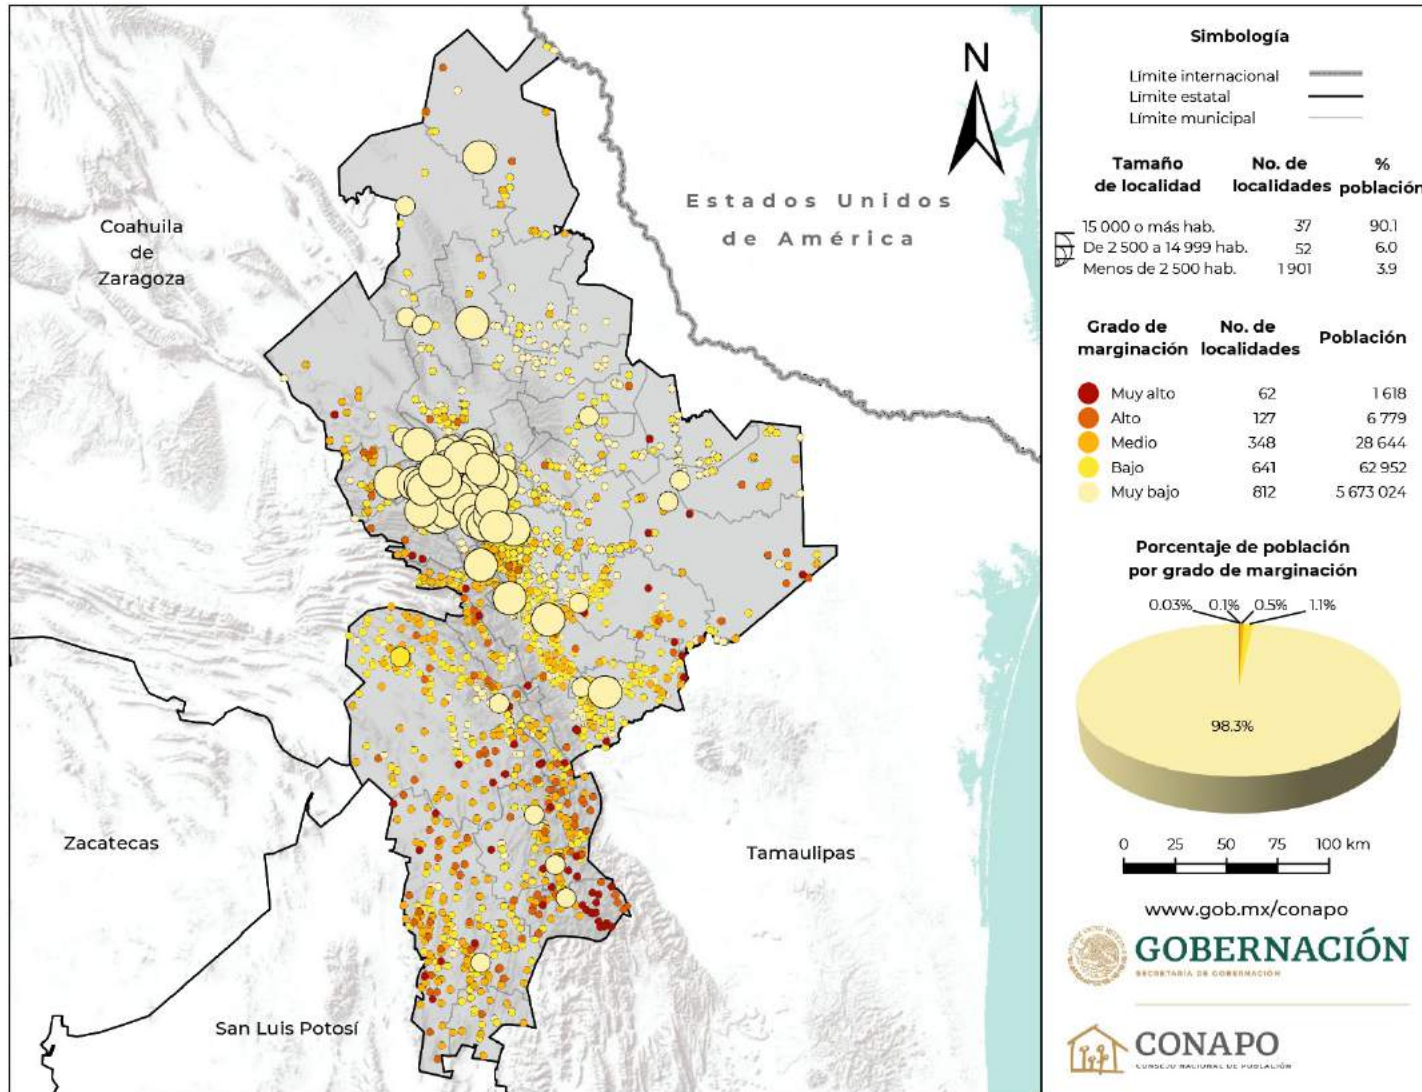 Coahuila
de
Zaragoza
Estados Unidos
de América
N
Zacatecas
San Luis Potosí
Tamaulipas
Simbología
Límite internacional
Límite estatal
Límite municipal
Tamaño No. de %
de localidad localidades población
15 000 o más hab. 37 90.1
De 2 500 a 14 999 hab. 52 6.0
Menos de 2 500 hab. 1 901 3.9
Grado de No. de Población
marginación localidades
Muy alto 62 1 618
Alto 127 6 779
Medio 348 28 644
Bajo 641 62 952
Muy bajo 812 5 673 024
Porcentaje de población
por grado de marginación
0.03% 0.1% 0.5% 1.1%
98.3%
0 25 50 75 100 km
www.gob.mx/conapo
GOBERNACIÓN
SECRETARÍA DE GOBERNACIÓN
CONAPO
CONSEJO NACIONAL DE POBLACIÓN